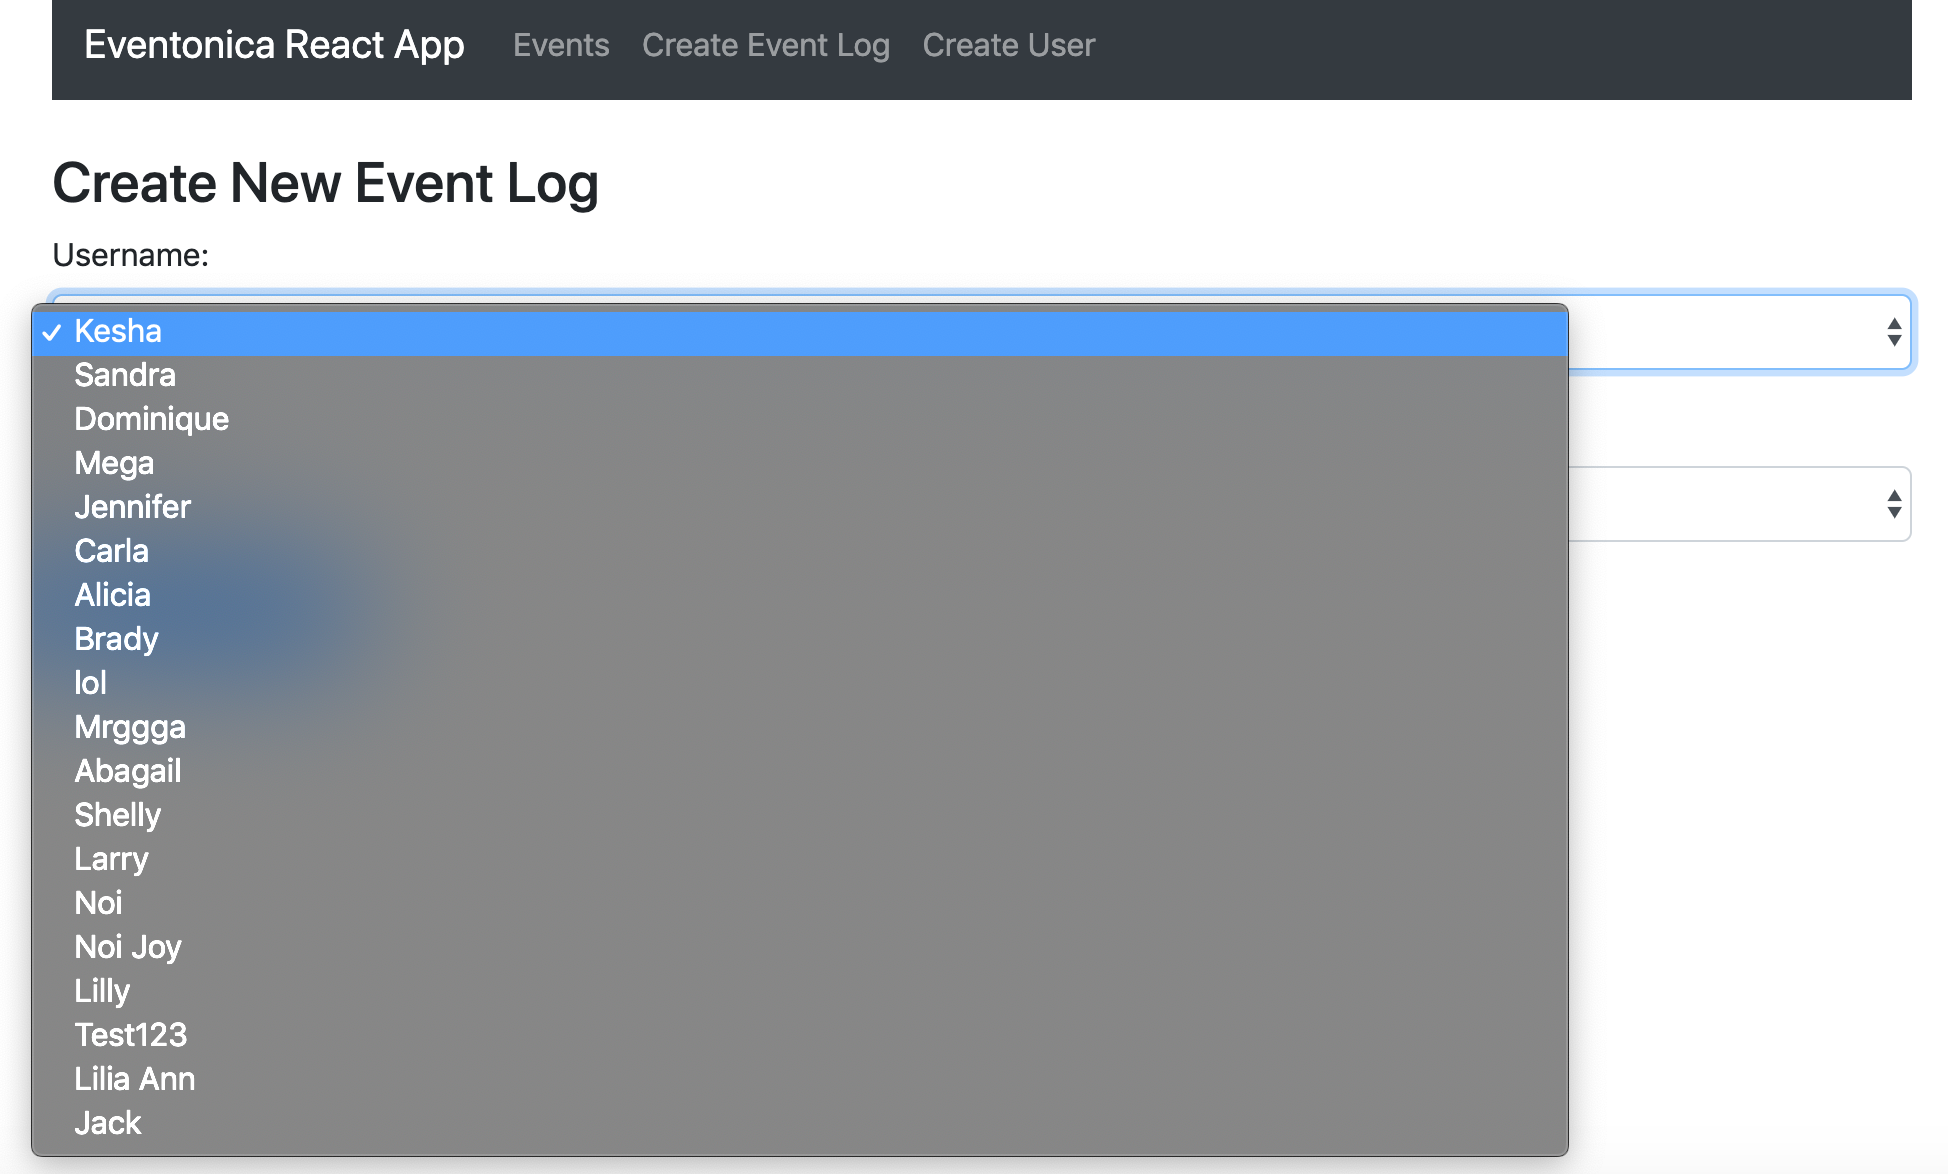 Eventonica React App Events Create Event Log Create User
Create New Event Log
Username:
Kesha
Sandra
Dominique
Mega
Jennifer
Carla
Alicia
Brady
lol
Mrggga
Abagail
Shelly
Larry
Noi
Noi Joy
Lilly
Test123
Lilia Ann
Jack